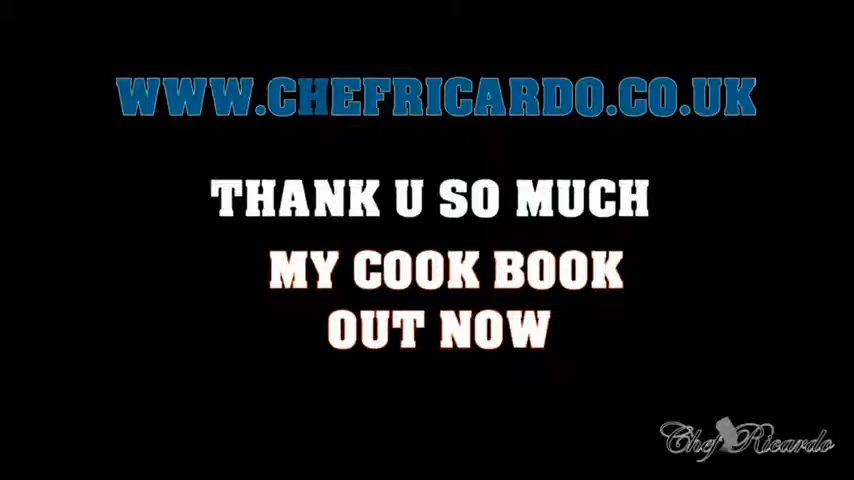 WWW.CHEFRICARDO.CO.UK
THANK U SO MUCH
MY COOK BOOK
OUT NOW
Chef Ricardo